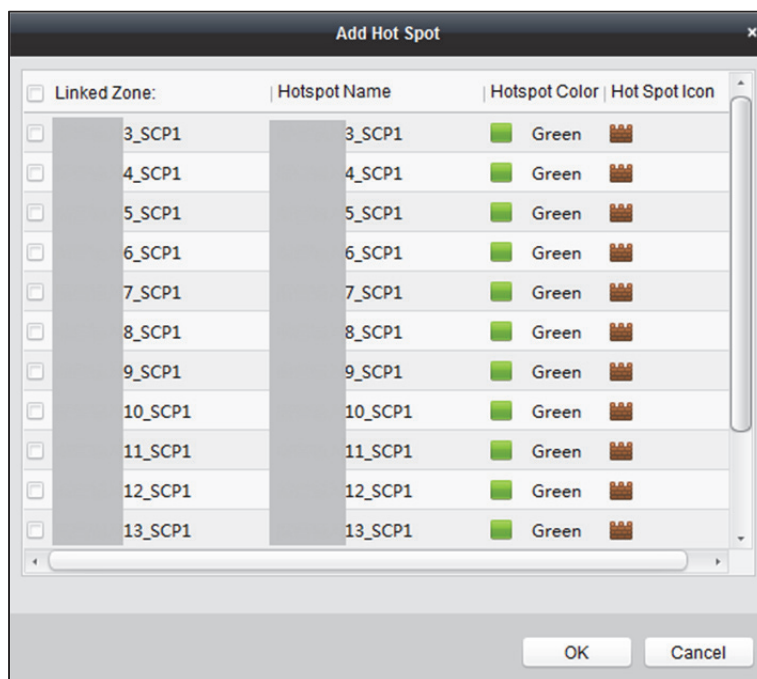 Add Hot Spot ×
Linked Zone: Hotspot Name Hotspot Color Hot Spot Icon
3_SCP1 3_SCP1 Green
4_SCP1 4_SCP1 Green
5_SCP1 5_SCP1 Green
6_SCP1 6_SCP1 Green
7_SCP1 7_SCP1 Green
8_SCP1 8_SCP1 Green
9_SCP1 9_SCP1 Green
10_SCP1 10_SCP1 Green
11_SCP1 11_SCP1 Green
12_SCP1 12_SCP1 Green
13_SCP1 13_SCP1 Green
OK Cancel